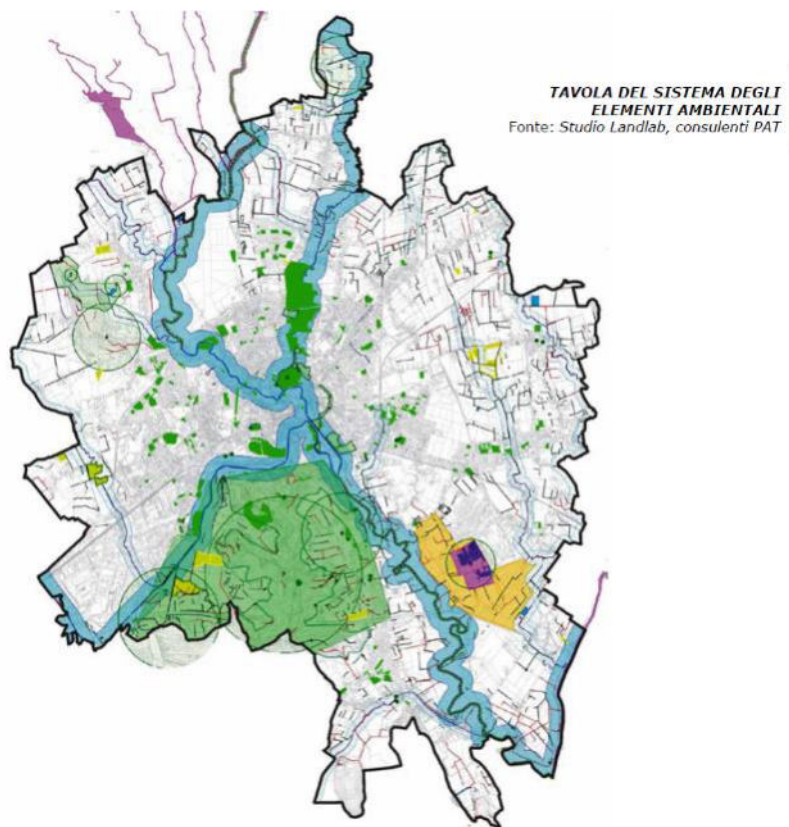 TAVOLA DEL SISTEMA DEGLI
ELEMENTI AMBIENTALI
Fonte: Studio Landlab, consulenti PAT